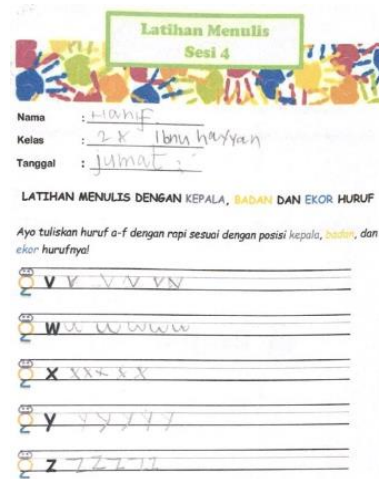 Latihan Menulis
Sesi 4
Nama : Hanif
Kelas : 2 K Ibnu hayyan
Tanggal : jumat
LATIHAN MENULIS DENGAN KEPALA, BADAN DAN EKOR HURUF
Ayo tuliskan huruf a-f dengan rapi sesuai dengan posisi kepala, badan, dan
ekor hurufnya!
V V V V V V
W W W W W W
X X X X X X
Y Y Y Y Y Y
Z Z Z Z Z Z